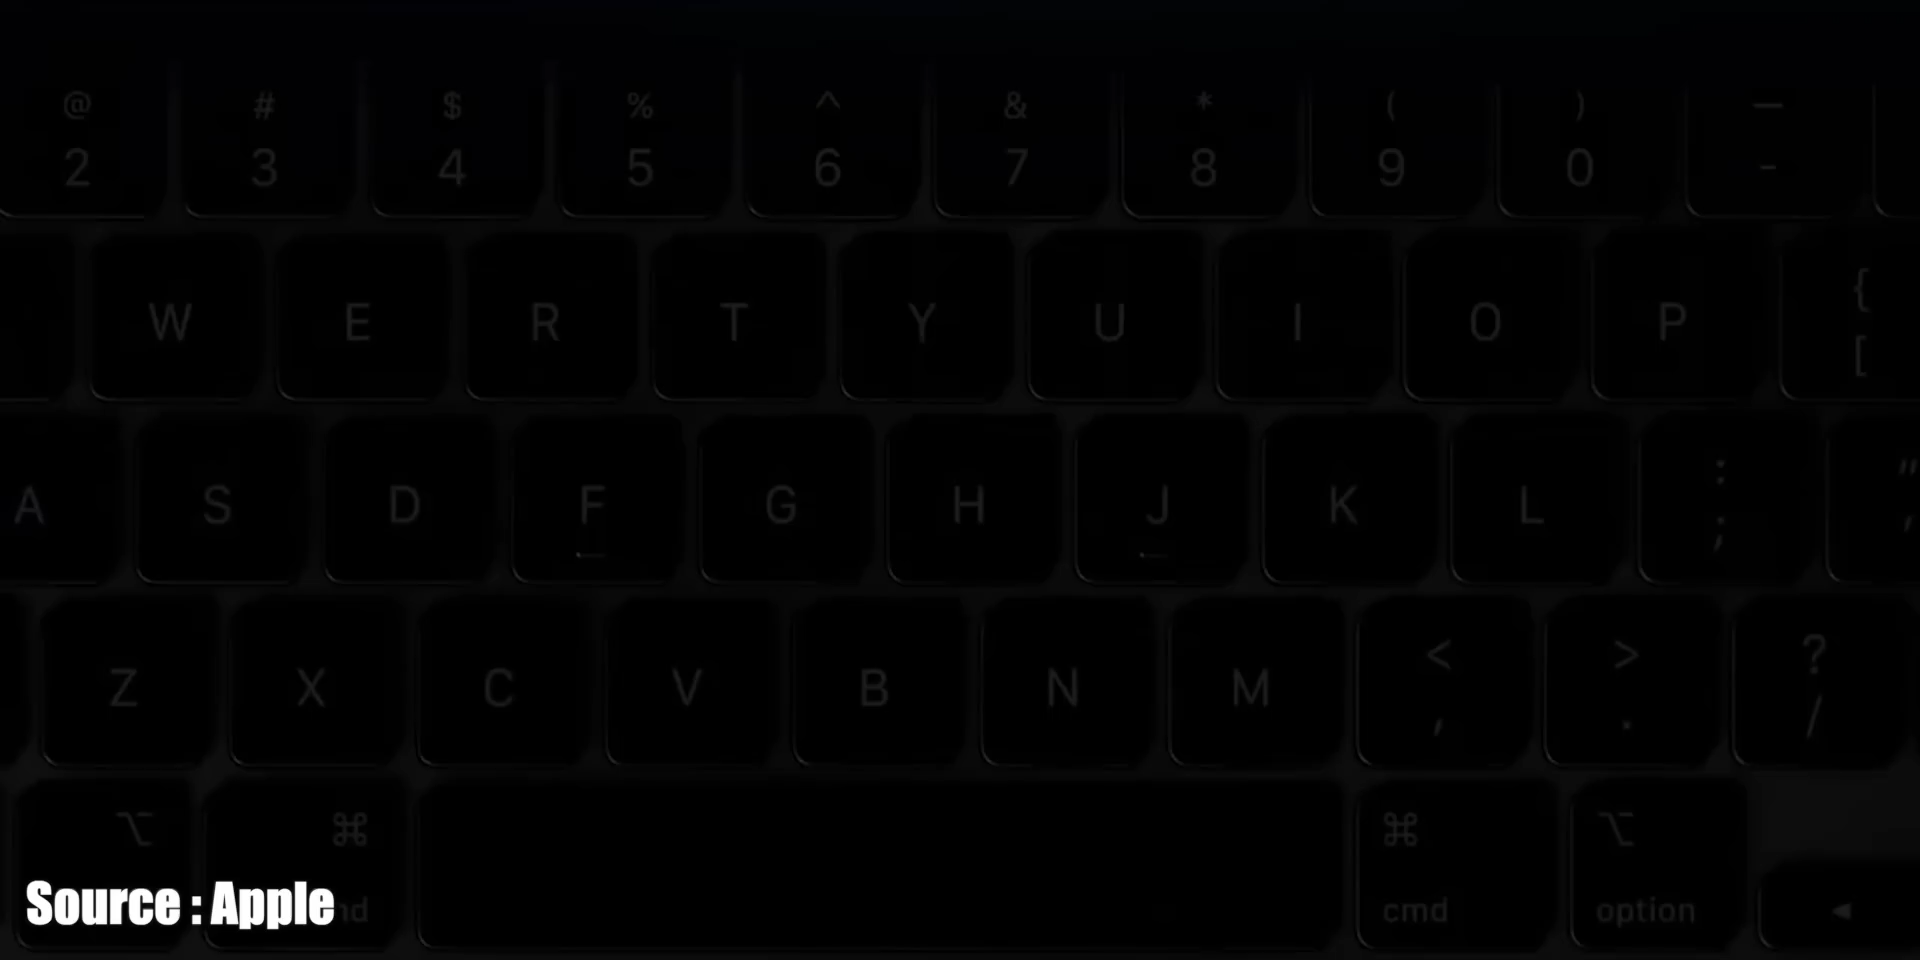 @ # $ % ^ & * ( ) —
2 3 4 5 6 7 8 9 0 -
W E R T Y U I O P { [
A S D F G H J K L : ; " '
Z X C V B N M < , > . ? /
⌥ ⌘ ⌘ ⌥
cmd option ◀
Source : Apple